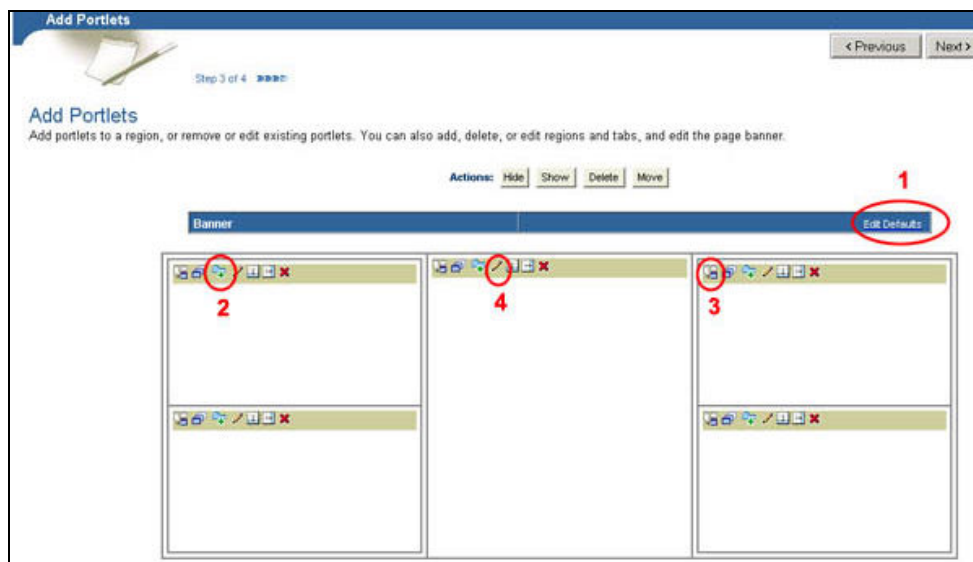 Add Portlets
< Previous Next >
Step 3 of 4
Add Portlets
Add portlets to a region, or remove or edit existing portlets. You can also add, delete, or edit regions and tabs, and edit the page banner.
Actions: Hide Show Delete Move
1
Banner Edit Defaults
2
4
3